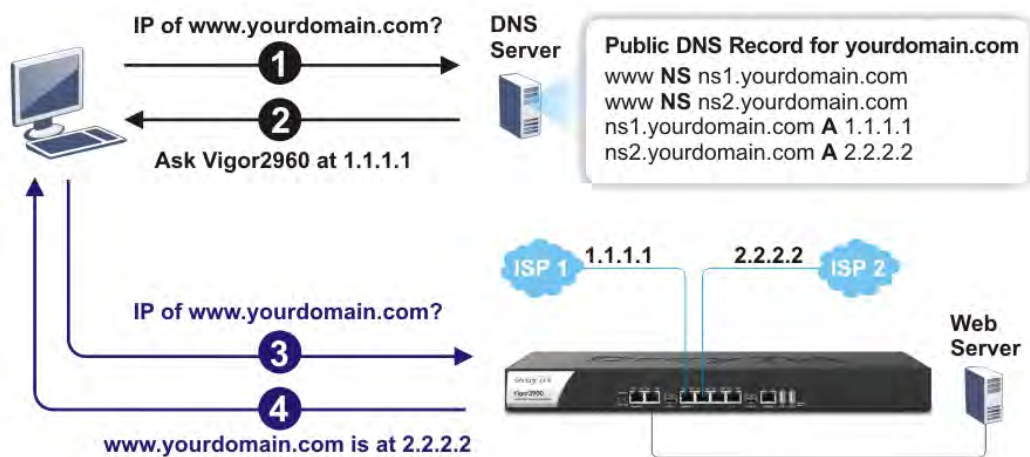 IP of www.yourdomain.com?
1
2
Ask Vigor2960 at 1.1.1.1
DNS
Server
Public DNS Record for yourdomain.com
www NS ns1.yourdomain.com
www NS ns2.yourdomain.com
ns1.yourdomain.com A 1.1.1.1
ns2.yourdomain.com A 2.2.2.2
ISP 1
1.1.1.1
2.2.2.2
ISP 2
IP of www.yourdomain.com?
3
4
www.yourdomain.com is at 2.2.2.2
Vigor2960
Web
Server